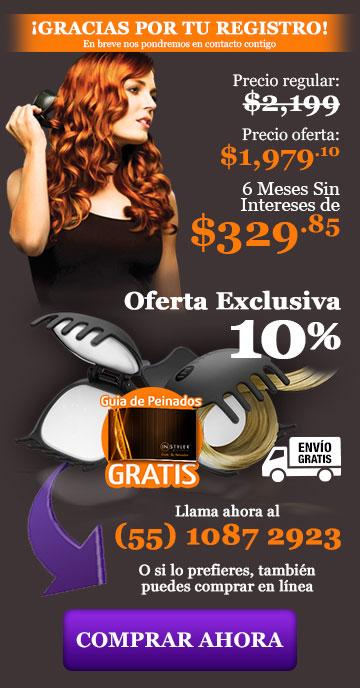 ¡GRACIAS POR TU REGISTRO!
En breve nos pondremos en contacto contigo
Precio regular:
$2,199
Precio oferta:
$1,979.10
6 Meses Sin
Intereses de
$329.85
Oferta Exclusiva
10%
Guía de Peinados
INSTYLER
GRATIS
ENVÍO
GRATIS
Llama ahora al
(55) 1087 2923
O si lo prefieres, también
puedes comprar en línea
COMPRAR AHORA